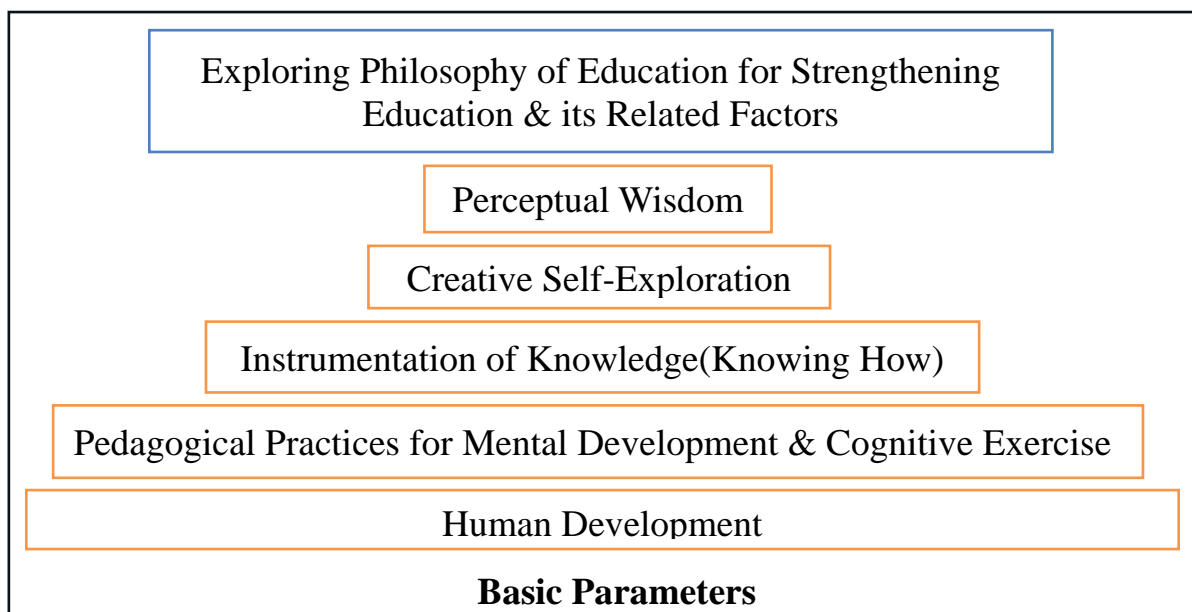 Exploring Philosophy of Education for Strengthening
Education & its Related Factors
Perceptual Wisdom
Creative Self-Exploration
Instrumentation of Knowledge(Knowing How)
Pedagogical Practices for Mental Development & Cognitive Exercise
Human Development
Basic Parameters